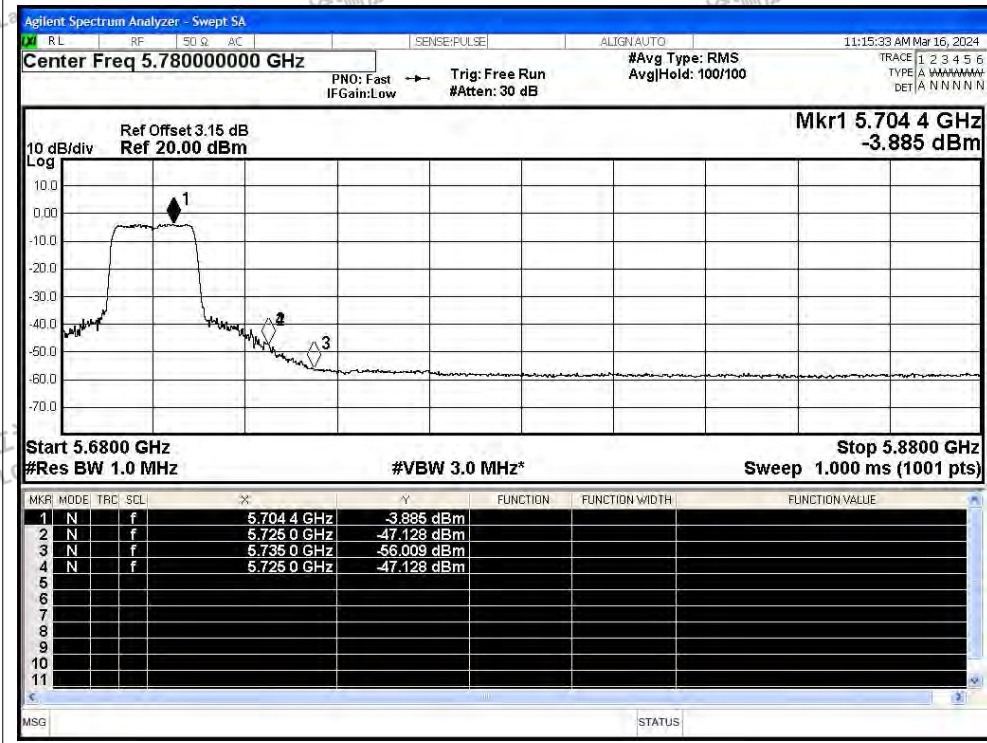 Agilent Spectrum Analyzer - Swept SA
RL RF 50 Ω AC SENSE:PULSE ALIGN AUTO 11:15:33 AM Mar 16, 2024
Center Freq 5.780000000 GHz #Avg Type: RMS TRACE 1 2 3 4 5 6
PNO: Fast Trig: Free Run Avg|Hold: 100/100 TYPE A WWWWW
IFGain:Low #Atten: 30 dB DET A N N N N N
Mkr1 5.704 4 GHz
Ref Offset 3.15 dB
10 dB/div Ref 20.00 dBm -3.885 dBm
Log
10.0
1
0.00
-10.0
-20.0
-30.0
-40.0
3
-50.0
-60.0
-70.0
Start 5.6800 GHz Stop 5.8800 GHz
#Res BW 1.0 MHz #VBW 3.0 MHz* Sweep 1.000 ms (1001 pts)
MKR MODE TRC SCL X Y FUNCTION FUNCTION WIDTH FUNCTION VALUE
1 N f 5.704 4 GHz -3.885 dBm
2 N f 5.725 0 GHz -47.128 dBm
3 N f 5.735 0 GHz -56.009 dBm
4 N f 5.725 0 GHz -47.128 dBm
5
6
7
8
9
10
11
MSG STATUS